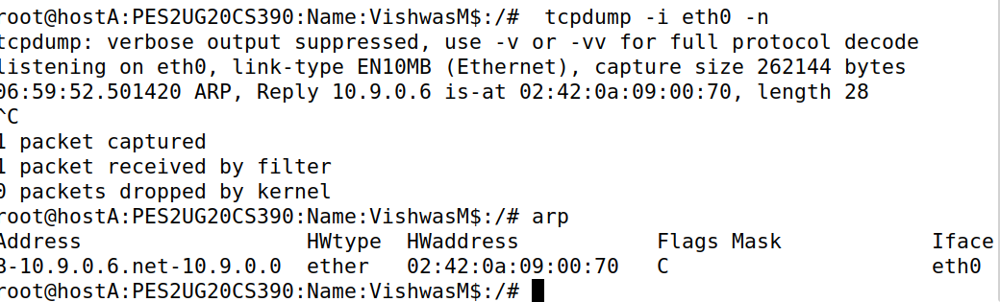 root@hostA:PES2UG20CS390:Name:VishwasM$:/#  tcpdump -i eth0 -n
tcpdump: verbose output suppressed, use -v or -vv for full protocol decode
listening on eth0, link-type EN10MB (Ethernet), capture size 262144 bytes
06:59:52.501420 ARP, Reply 10.9.0.6 is-at 02:42:0a:09:00:70, length 28
^C
1 packet captured
1 packet received by filter
0 packets dropped by kernel
root@hostA:PES2UG20CS390:Name:VishwasM$:/# arp
Address                  HWtype  HWaddress           Flags Mask            Iface
B-10.9.0.6.net-10.9.0.0  ether   02:42:0a:09:00:70   C                     eth0
root@hostA:PES2UG20CS390:Name:VishwasM$:/#